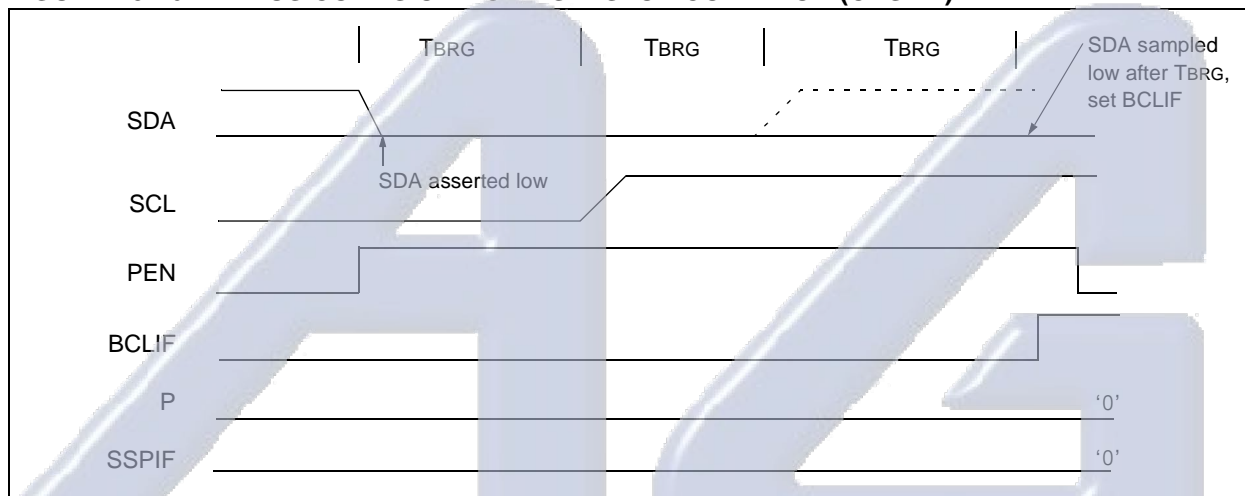 TBRG TBRG TBRG
SDA sampled
low after TBRG,
set BCLIF
SDA
SDA asserted low
SCL
PEN
BCLIF
P '0'
SSPIF '0'